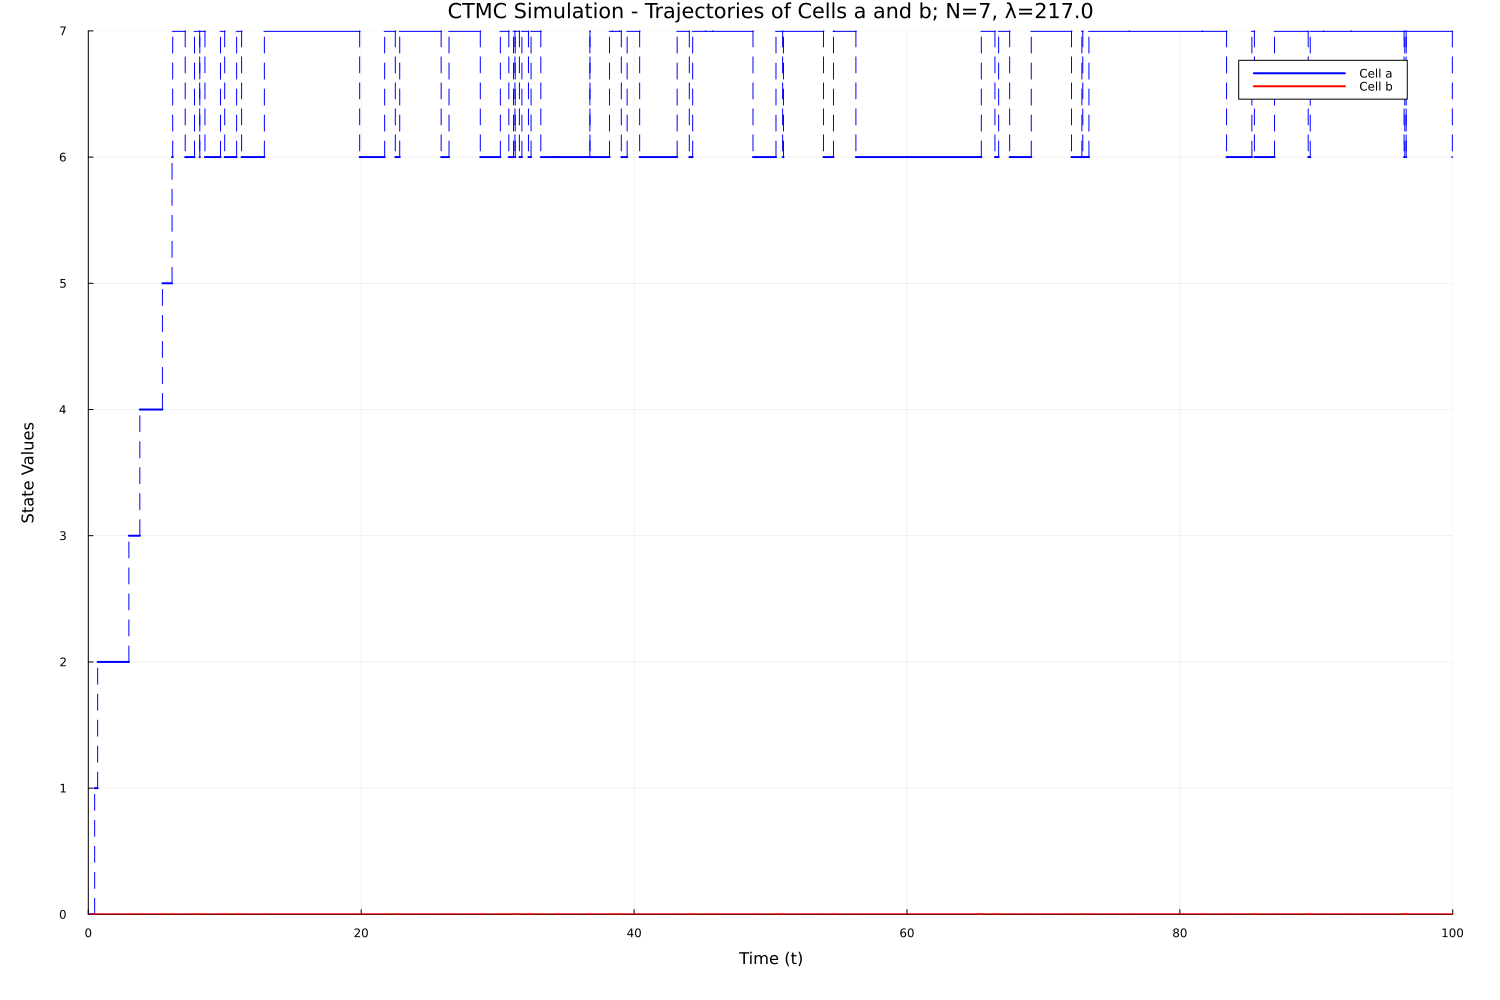 CTMC Simulation - Trajectories of Cells a and b; N=7, λ=217.0
7
Cell a
Cell b
6
5
4
State Values
3
2
1
0
0 20 40 60 80 100
Time (t)